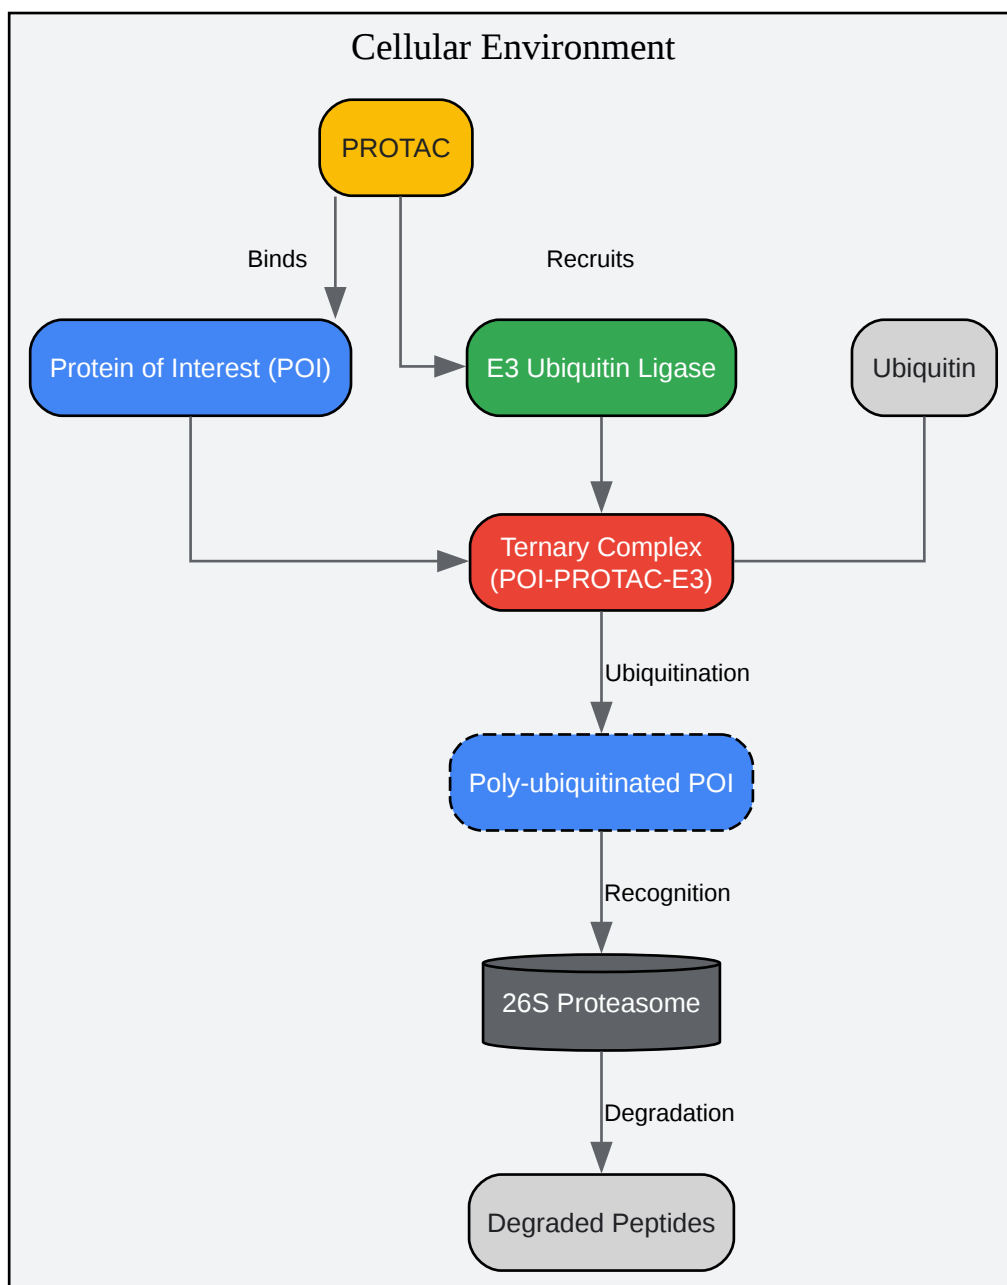 Cellular Environment
PROTAC
Binds
Recruits
Protein of Interest (POI)
E3 Ubiquitin Ligase
Ubiquitin
Ternary Complex
(POI-PROTAC-E3)
Ubiquitination
Poly-ubiquitinated POI
Recognition
26S Proteasome
Degradation
Degraded Peptides